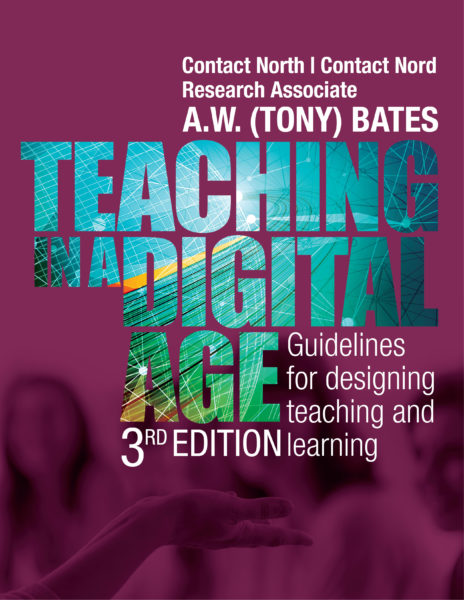 Contact North | Contact Nord
Research Associate
A.W. (TONY) BATES
TEACHING
IN A DIGITAL
AGE
Guidelines
for designing
teaching and
learning
3RD EDITION